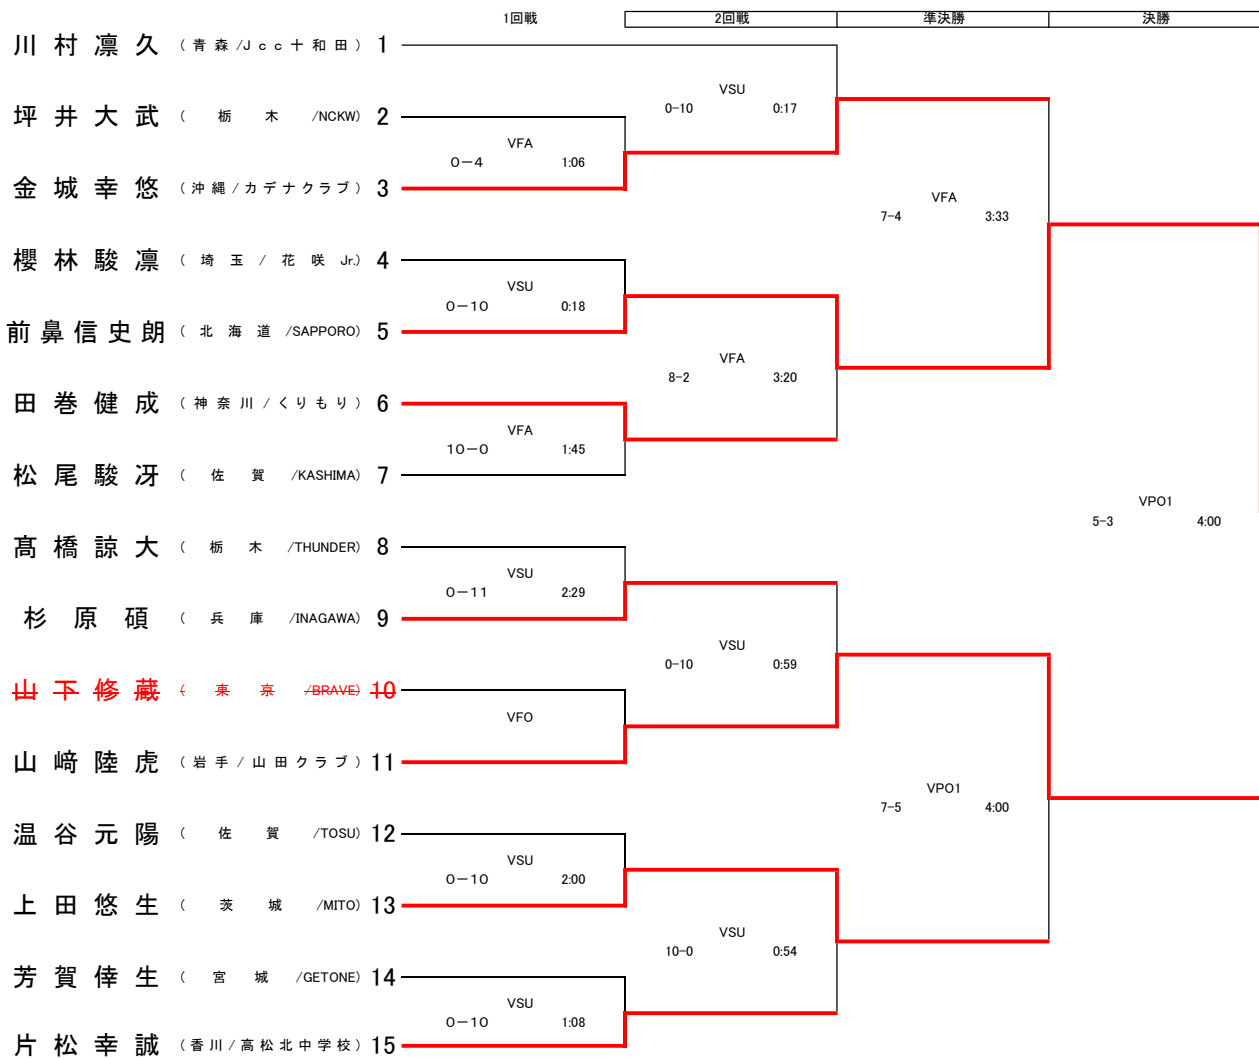 1回戦 2回戦 準決勝 決勝
川村凛久 (青森/Jcc十和田) 1
VSU
0-10 0:17
坪井大武 (栃木/NCKW) 2
VFA
0−4 1:06
金城幸悠 (沖縄/カデナクラブ) 3
VFA
7-4 3:33
櫻林駿凛 (埼玉/花咲Jr.) 4
VSU
0−10 0:18
前鼻信史朗 (北海道/SAPPORO) 5
VFA
8-2 3:20
田巻健成 (神奈川/くりもり) 6
VFA
10−0 1:45
松尾駿冴 (佐賀/KASHIMA) 7
VPO1
5-3 4:00
髙橋諒大 (栃木/THUNDER) 8
VSU
0−11 2:29
杉原碩 (兵庫/INAGAWA) 9
VSU
0-10 0:59
山下修蔵 (東京/BRAVE) 10
VFO
山﨑陸虎 (岩手/山田クラブ) 11
VPO1
7-5 4:00
温谷元陽 (佐賀/TOSU) 12
VSU
0−10 2:00
上田悠生 (茨城/MITO) 13
VSU
10-0 0:54
芳賀倖生 (宮城/GETONE) 14
VSU
0−10 1:08
片松幸誠 (香川/高松北中学校) 15